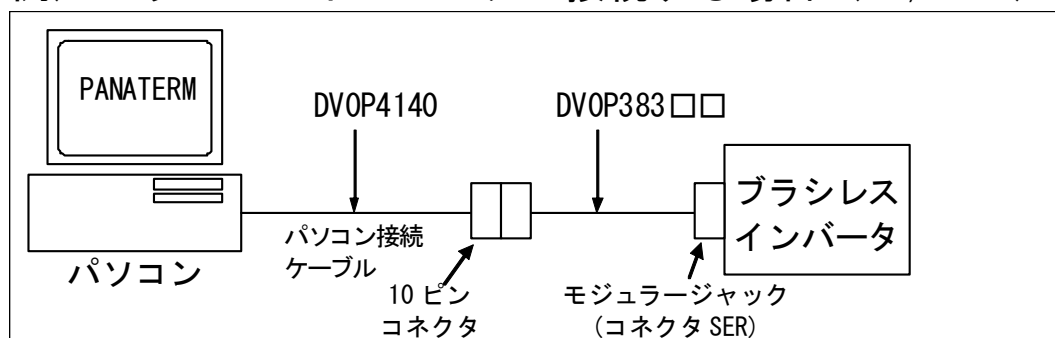 PANATERM
DV0P4140
DV0P383□□
ブラシレス
インバータ
パソコン接続
ケーブル
パソコン
10ピン
コネクタ
モジュラージャック
(コネクタSER)